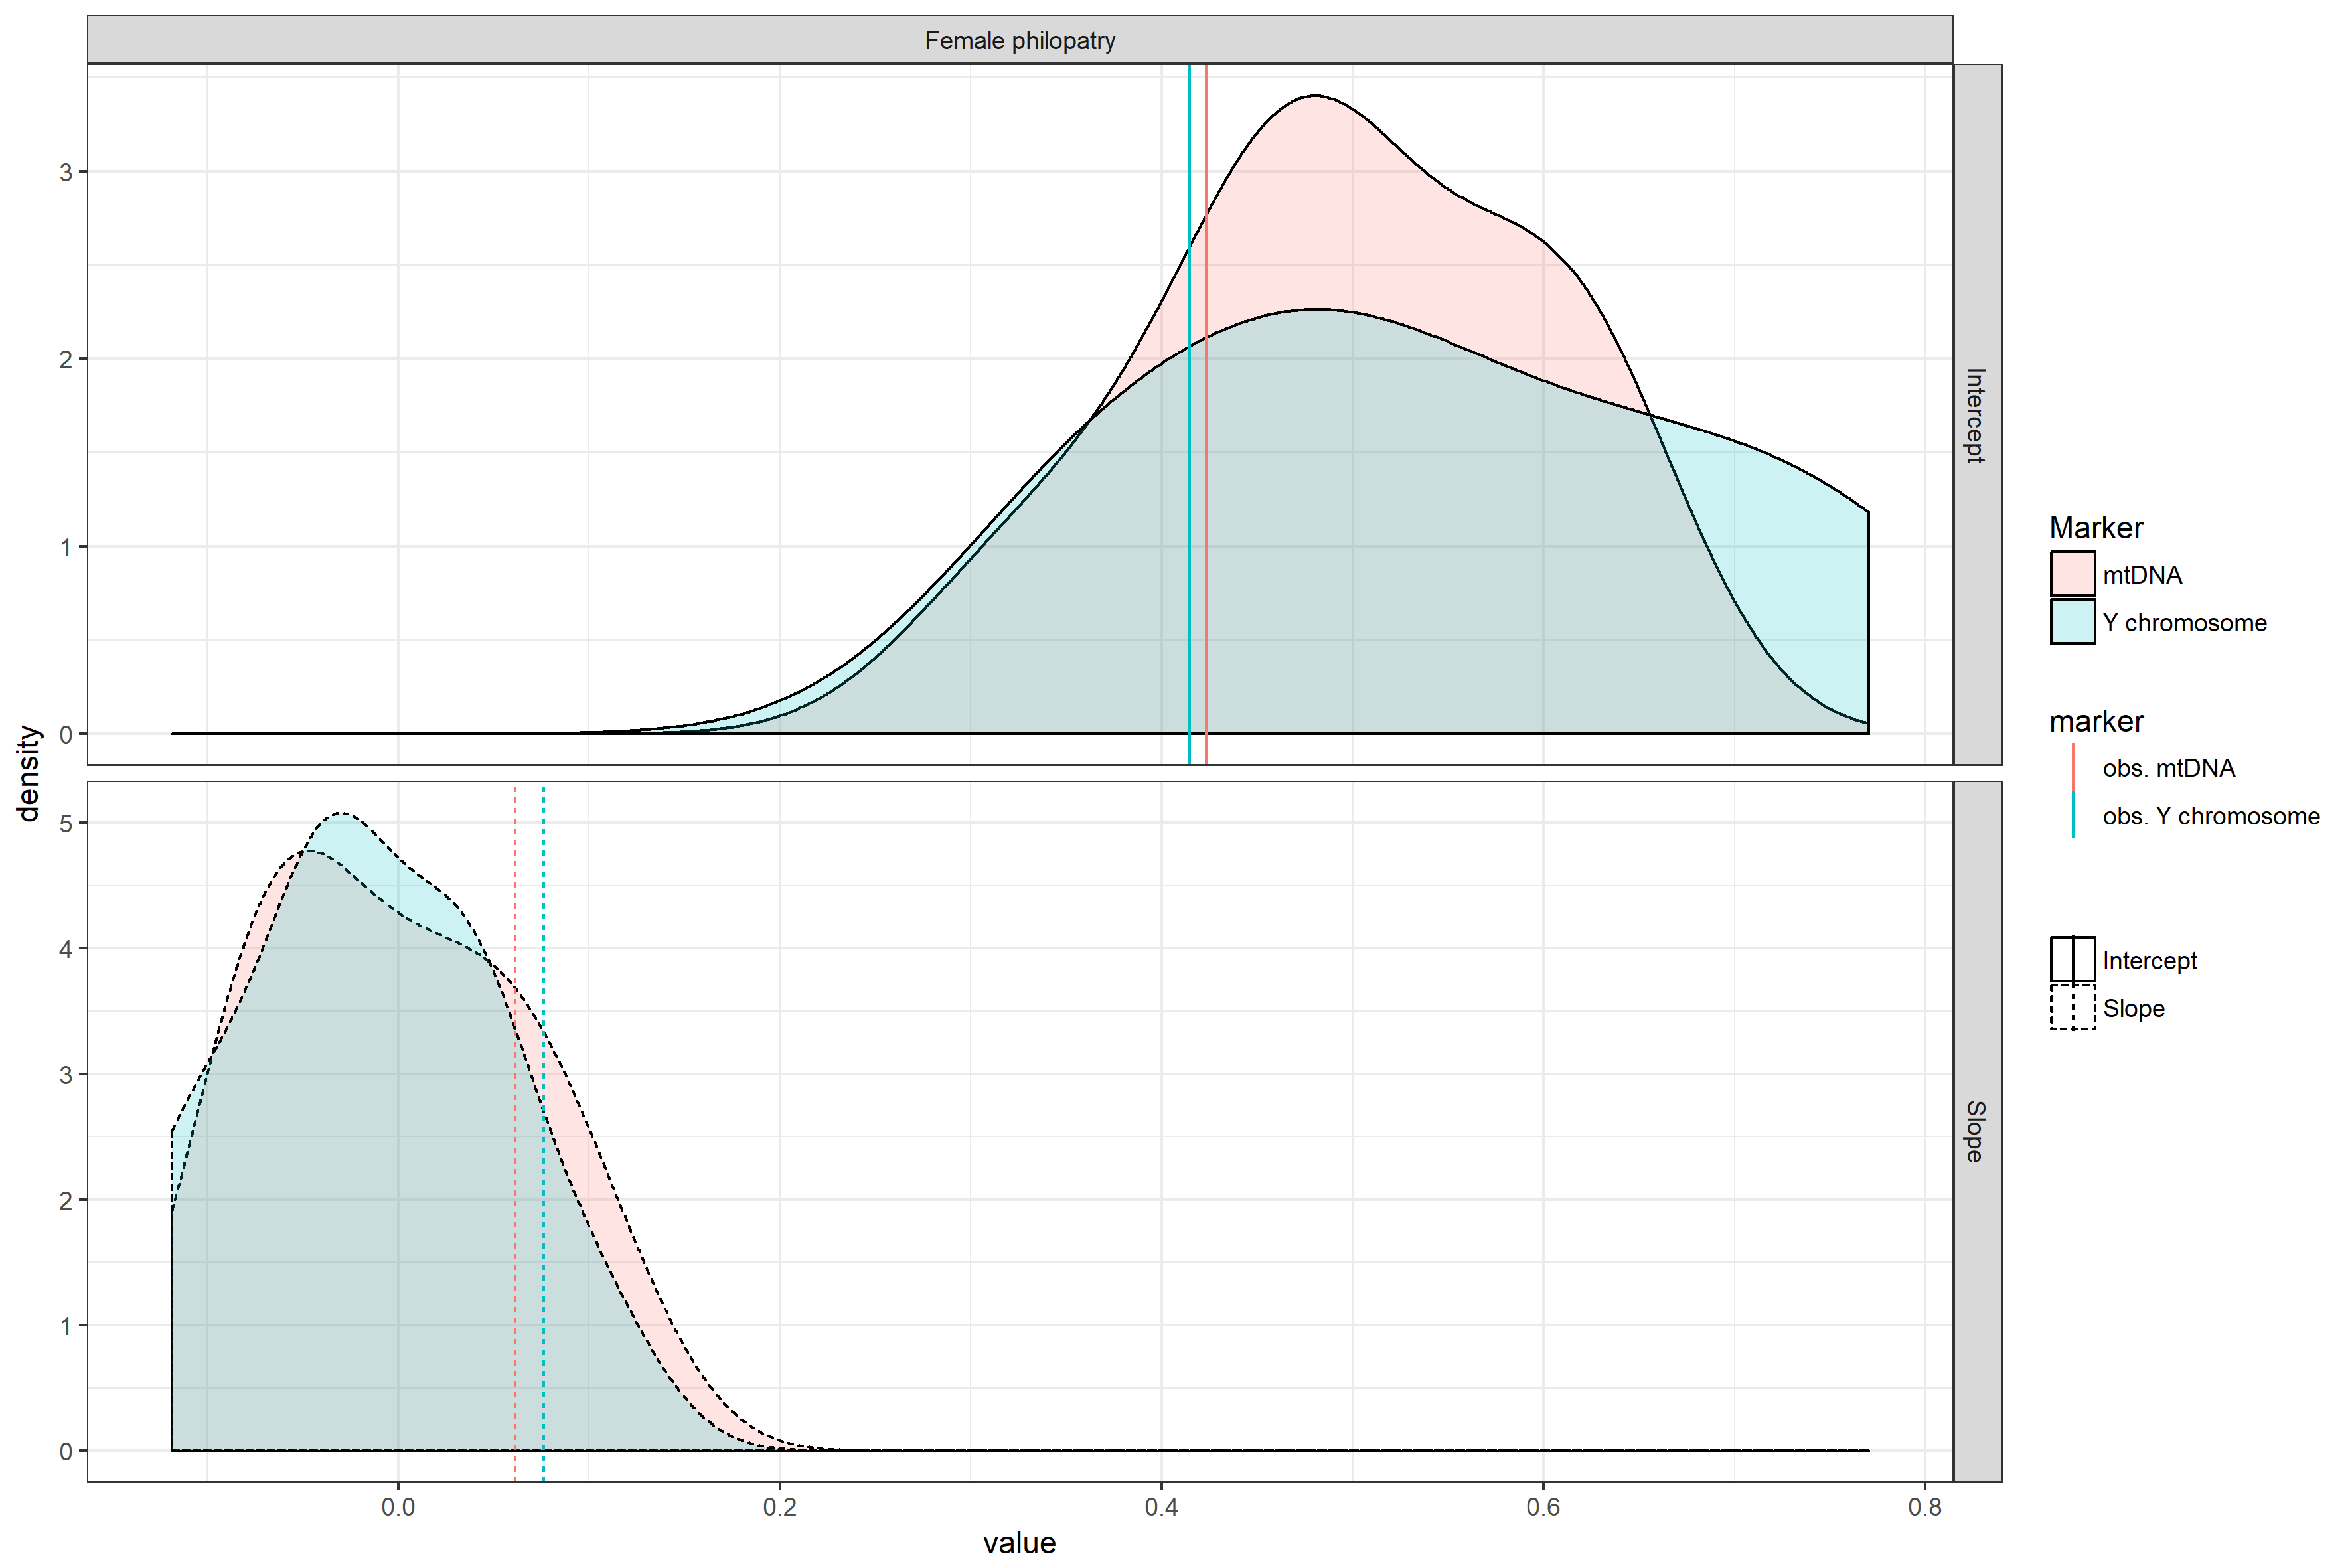 Female philopatry
3
2
1
0
Intercept
5
4
3
2
1
0
Slope
density
0.0 0.2 0.4 0.6 0.8
value
Marker
mtDNA
Y chromosome
marker
obs. mtDNA
obs. Y chromosome
Intercept
Slope